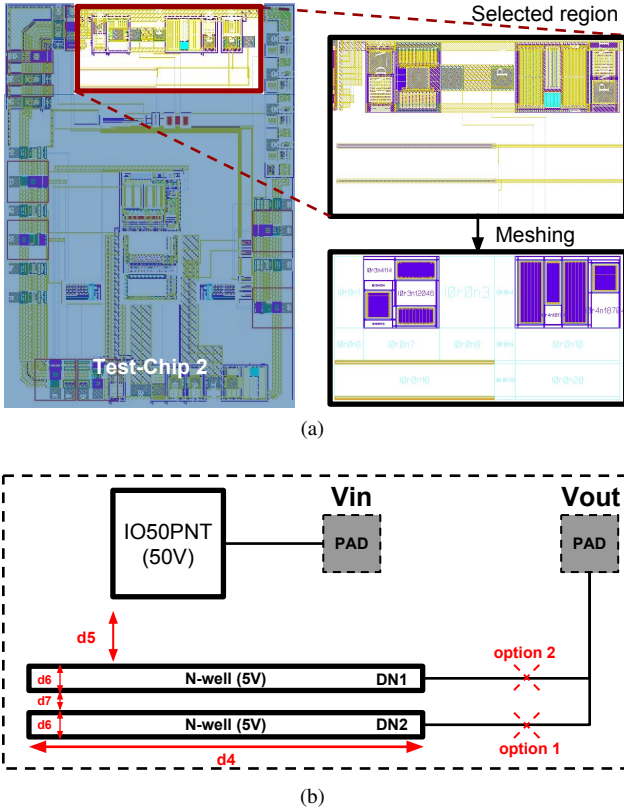 Selected region
Meshing
l0r0n3
Test-Chip 2
(a)
Vin
Vout
IO50PNT
(50V)
PAD
PAD
d5
option 2
d6
N-well (5V)
DN1
d7
d6
N-well (5V)
DN2
d4
option 1
(b)